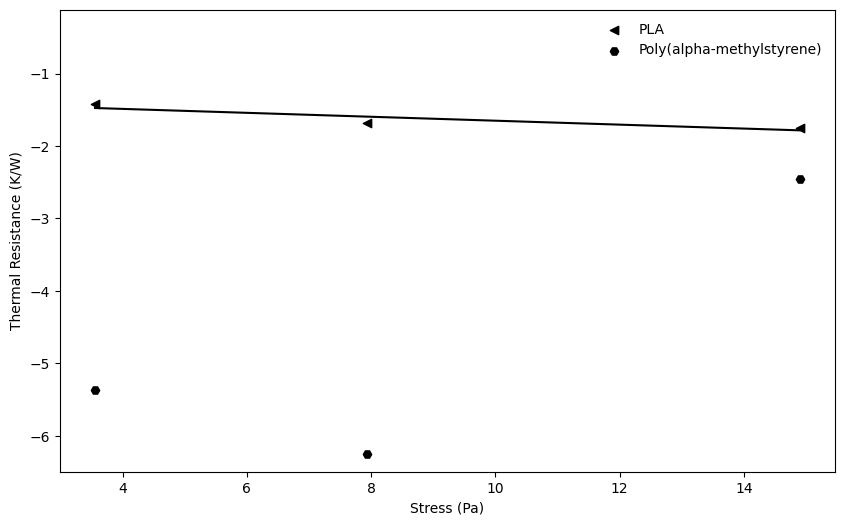 PLA
Poly(alpha-methylstyrene)
−1
−2
−3
−4
−5
−6
Thermal Resistance (K/W)
4 6 8 10 12 14
Stress (Pa)